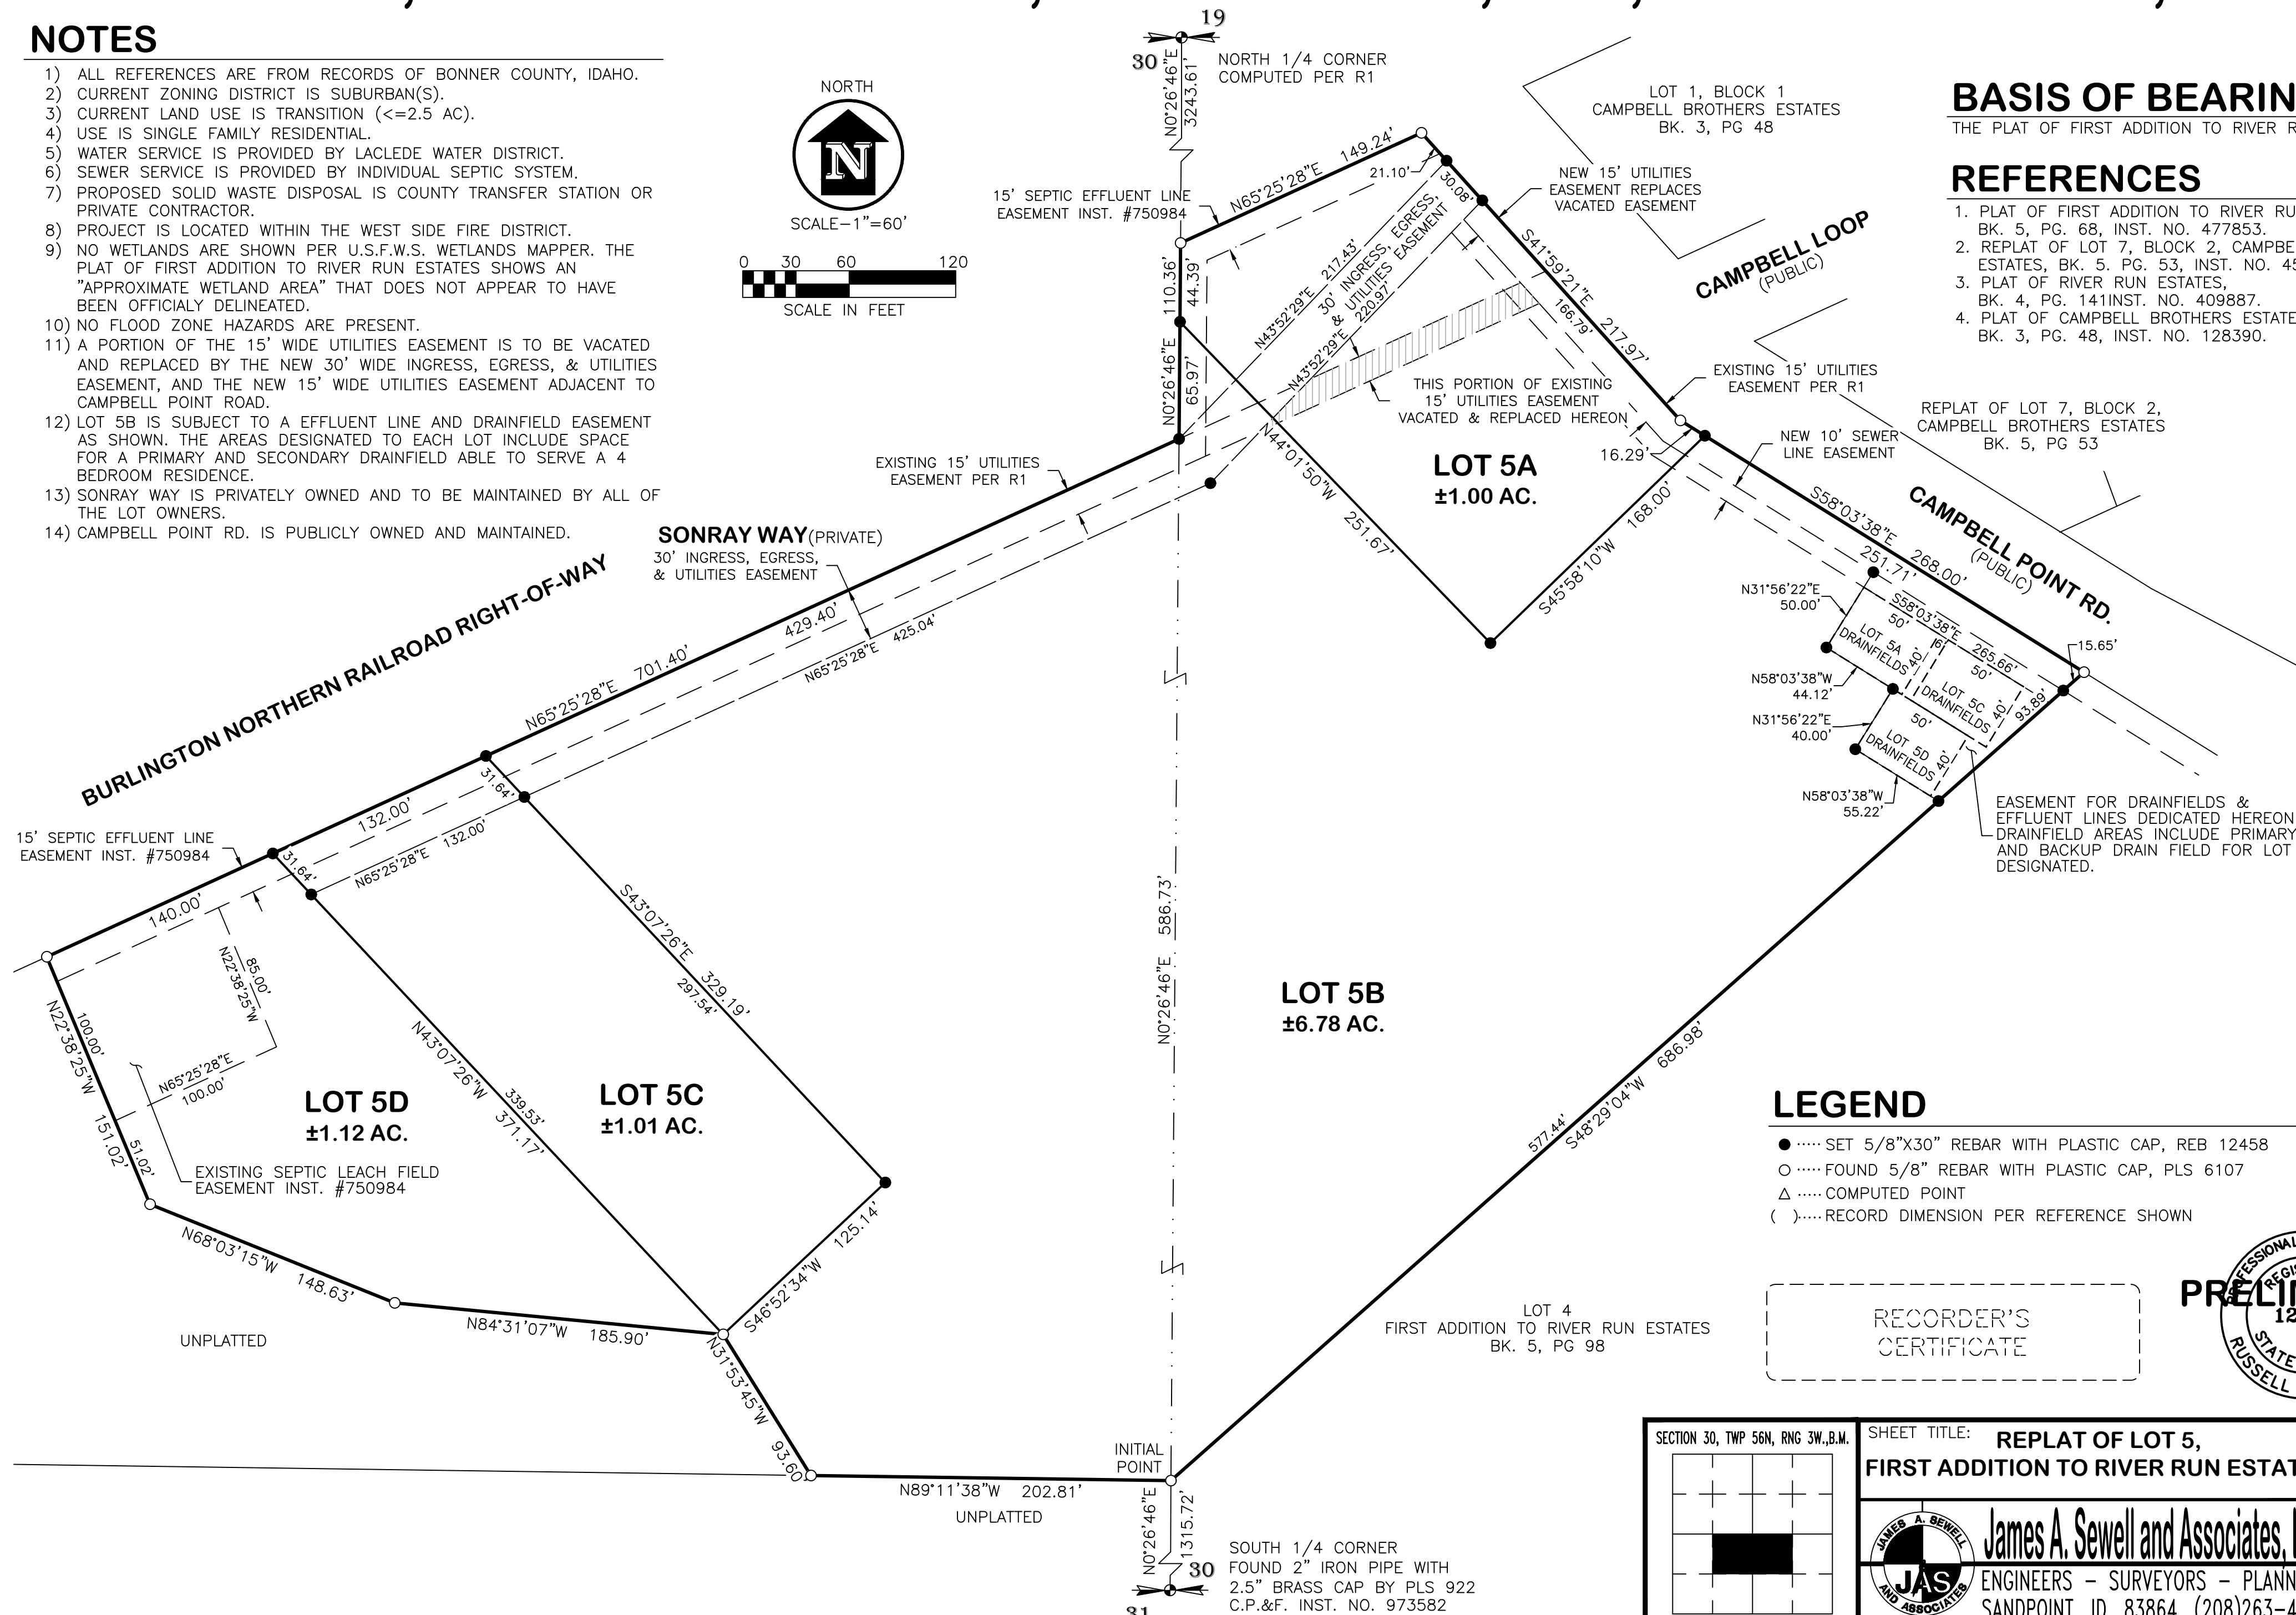 NOTES
1) ALL REFERENCES ARE FROM RECORDS OF BONNER COUNTY, IDAHO.
2) CURRENT ZONING DISTRICT IS SUBURBAN(S).
3) CURRENT LAND USE IS TRANSITION (<=2.5 AC).
4) USE IS SINGLE FAMILY RESIDENTIAL.
5) WATER SERVICE IS PROVIDED BY LACLEDE WATER DISTRICT.
6) SEWER SERVICE IS PROVIDED BY INDIVIDUAL SEPTIC SYSTEM.
7) PROPOSED SOLID WASTE DISPOSAL IS COUNTY TRANSFER STATION OR
PRIVATE CONTRACTOR.
8) PROJECT IS LOCATED WITHIN THE WEST SIDE FIRE DISTRICT.
9) NO WETLANDS ARE SHOWN PER U.S.F.W.S. WETLANDS MAPPER. THE
PLAT OF FIRST ADDITION TO RIVER RUN ESTATES SHOWS AN
"APPROXIMATE WETLAND AREA" THAT DOES NOT APPEAR TO HAVE
BEEN OFFICIALY DELINEATED.
10) NO FLOOD ZONE HAZARDS ARE PRESENT.
11) A PORTION OF THE 15' WIDE UTILITIES EASEMENT IS TO BE VACATED
AND REPLACED BY THE NEW 30' WIDE INGRESS, EGRESS, & UTILITIES
EASEMENT, AND THE NEW 15' WIDE UTILITIES EASEMENT ADJACENT TO
CAMPBELL POINT ROAD.
12) LOT 5B IS SUBJECT TO A EFFLUENT LINE AND DRAINFIELD EASEMENT
AS SHOWN. THE AREAS DESIGNATED TO EACH LOT INCLUDE SPACE
FOR A PRIMARY AND SECONDARY DRAINFIELD ABLE TO SERVE A 4
BEDROOM RESIDENCE.
13) SONRAY WAY IS PRIVATELY OWNED AND TO BE MAINTAINED BY ALL OF
THE LOT OWNERS.
14) CAMPBELL POINT RD. IS PUBLICLY OWNED AND MAINTAINED.
NORTH
N
SCALE-1"=60'
0 30 60 120
SCALE IN FEET
19
30
NORTH 1/4 CORNER
COMPUTED PER R1
N0°26'46"E
3243.61'
15' SEPTIC EFFLUENT LINE
EASEMENT INST. #750984
N65°25'28"E 149.24'
21.10'
30.08'
110.36'
44.39'
N0°26'46"E
65.97'
N43°52'29"E 217.43'
30' INGRESS, EGRESS,
& UTILITIES EASEMENT
N43°52'29"E 220.97'
NEW 15' UTILITIES
EASEMENT REPLACES
VACATED EASEMENT
LOT 1, BLOCK 1
CAMPBELL BROTHERS ESTATES
BK. 3, PG 48
CAMPBELL LOOP
(PUBLIC)
S41°59'21"E 217.97'
166.79'
BASIS OF BEARIN
THE PLAT OF FIRST ADDITION TO RIVER R
REFERENCES
1. PLAT OF FIRST ADDITION TO RIVER RU
BK. 5, PG. 68, INST. NO. 477853.
2. REPLAT OF LOT 7, BLOCK 2, CAMPBE
ESTATES, BK. 5. PG. 53, INST. NO. 45
3. PLAT OF RIVER RUN ESTATES,
BK. 4, PG. 141INST. NO. 409887.
4. PLAT OF CAMPBELL BROTHERS ESTATE
BK. 3, PG. 48, INST. NO. 128390.
EXISTING 15' UTILITIES
EASEMENT PER R1
THIS PORTION OF EXISTING
15' UTILITIES EASEMENT
VACATED & REPLACED HEREON
REPLAT OF LOT 7, BLOCK 2,
CAMPBELL BROTHERS ESTATES
BK. 5, PG 53
NEW 10' SEWER
LINE EASEMENT
16.29'
LOT 5A
±1.00 AC.
N44°01'50"W 251.67'
S45°58'10"W 168.00'
S58°03'38"E 268.00'
251.71'
CAMPBELL POINT RD.
(PUBLIC)
EXISTING 15' UTILITIES
EASEMENT PER R1
SONRAY WAY(PRIVATE)
30' INGRESS, EGRESS,
& UTILITIES EASEMENT
BURLINGTON NORTHERN RAILROAD RIGHT-OF-WAY
429.40'
N65°25'28"E 701.40'
N65°25'28"E 425.04'
N31°56'22"E
50.00'
S58°03'38"E 265.66'
50'
LOT 5A
DRAINFIELDS
40'
6'
50'
LOT 5C
DRAINFIELDS
40'
15.65'
93.89'
N58°03'38"W
44.12'
N31°56'22"E
40.00'
50'
LOT 5D
DRAINFIELDS
40'
N58°03'38"W
55.22'
EASEMENT FOR DRAINFIELDS &
EFFLUENT LINES DEDICATED HEREON
DRAINFIELD AREAS INCLUDE PRIMARY
AND BACKUP DRAIN FIELD FOR LOT
DESIGNATED.
31.64'
132.00'
31.64'
N65°25'28"E 132.00'
15' SEPTIC EFFLUENT LINE
EASEMENT INST. #750984
140.00'
85.00'
N22°38'25"W
100.00'
N22°38'25"W 151.02'
51.02'
N65°25'28"E
100.00'
LOT 5D
±1.12 AC.
EXISTING SEPTIC LEACH FIELD
EASEMENT INST. #750984
N43°07'26"W 371.17'
339.53'
LOT 5C
±1.01 AC.
S43°07'26"E 329.19'
297.54'
N0°26'46"E 586.73'
LOT 5B
±6.78 AC.
577.44'
S48°29'04"W 686.98'
N68°03'15"W 148.63'
N84°31'07"W 185.90'
S46°52'34"W 125.14'
N31°53'45"W 93.60'
UNPLATTED
INITIAL
POINT
N89°11'38"W 202.81'
UNPLATTED
N0°26'46"E
1315.72'
30
31
SOUTH 1/4 CORNER
FOUND 2" IRON PIPE WITH
2.5" BRASS CAP BY PLS 922
C.P.&F. INST. NO. 973582
LOT 4
FIRST ADDITION TO RIVER RUN ESTATES
BK. 5, PG 98
LEGEND
SET 5/8"X30" REBAR WITH PLASTIC CAP, REB 12458
FOUND 5/8" REBAR WITH PLASTIC CAP, PLS 6107
COMPUTED POINT
( ) RECORD DIMENSION PER REFERENCE SHOWN
RECORDER'S
CERTIFICATE
PRELI
PROFESSIONAL
REGIS
12
STATE
RUSSELL
SECTION 30, TWP 56N, RNG 3W.,B.M.
SHEET TITLE:
REPLAT OF LOT 5,
FIRST ADDITION TO RIVER RUN ESTAT
JAMES A. SEWELL
AND ASSOCIATES
JAS
James A. Sewell and Associates,
ENGINEERS - SURVEYORS - PLANN
SANDPOINT, ID. 83864, (208)263-4